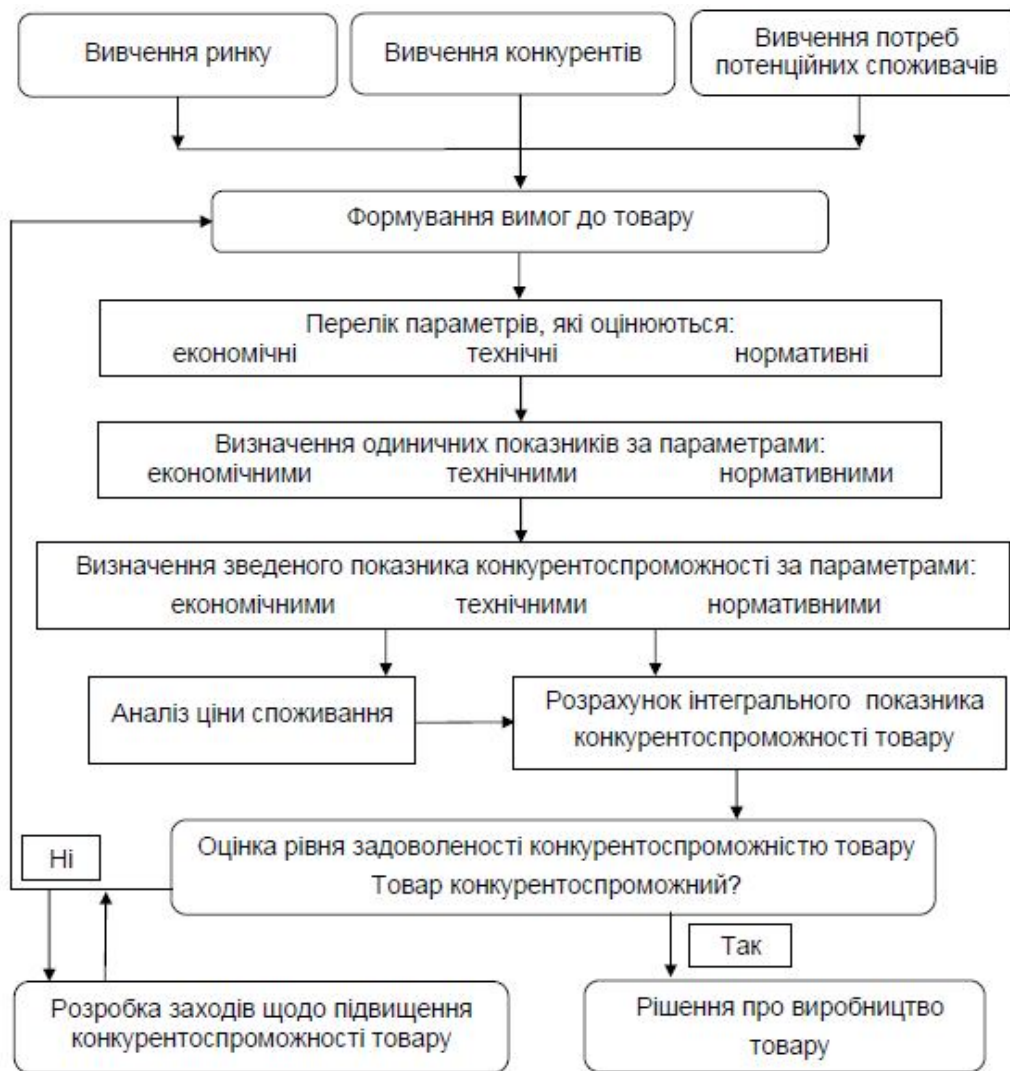 Вивчення ринку
Вивчення конкурентів
Вивчення потреб
потенційних споживачів
Формування вимог до товару
Перелік параметрів, які оцінюються:
економічні технічні нормативні
Визначення одиничних показників за параметрами:
економічними технічними нормативними
Визначення зведеного показника конкурентоспроможності за параметрами:
економічними технічними нормативними
Аналіз ціни споживання
Розрахунок інтегрального показника
конкурентоспроможності товару
Оцінка рівня задоволеності конкурентоспроможністю товару
Товар конкурентоспроможний?
Ні
Так
Розробка заходів щодо підвищення
конкурентоспроможності товару
Рішення про виробництво
товару